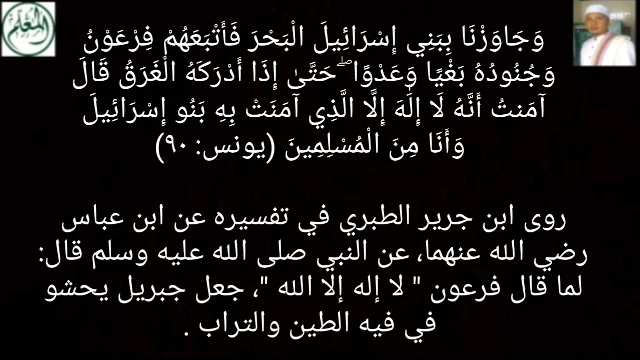 وَجَاوَزْنَا بِبَنِي إِسْرَائِيلَ الْبَحْرَ فَأَتْبَعَهُمْ فِرْعَوْنُ
وَجُنُودُهُ بَغْيًا وَعَدْوًا ۖ حَتَّىٰ إِذَا أَدْرَكَهُ الْغَرَقُ قَالَ
آمَنتُ أَنَّهُ لَا إِلَٰهَ إِلَّا الَّذِي آمَنَتْ بِهِ بَنُو إِسْرَائِيلَ
وَأَنَا مِنَ الْمُسْلِمِينَ (يونس: ٩٠)
روى ابن جرير الطبري في تفسيره عن ابن عباس
رضي الله عنهما، عن النبي صلى الله عليه وسلم قال:
لما قال فرعون " لا إله إلا الله "، جعل جبريل يحشو
في فيه الطين والتراب .